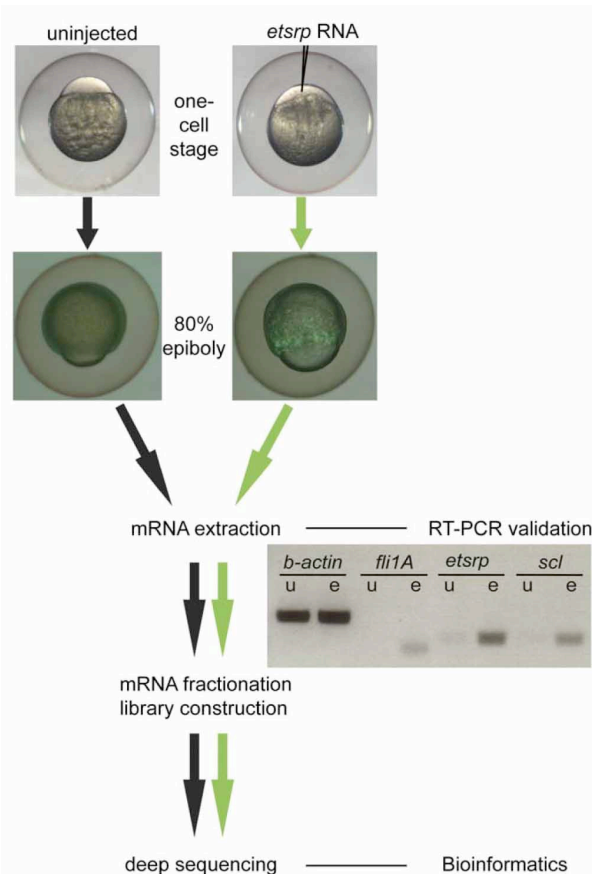 uninjected
etsrp RNA
one-
cell
stage
80%
epiboly
mRNA extraction
RT-PCR validation
b-actin fli1A etsrp scl
u e u e u e u e
mRNA fractionation
library construction
deep sequencing
Bioinformatics